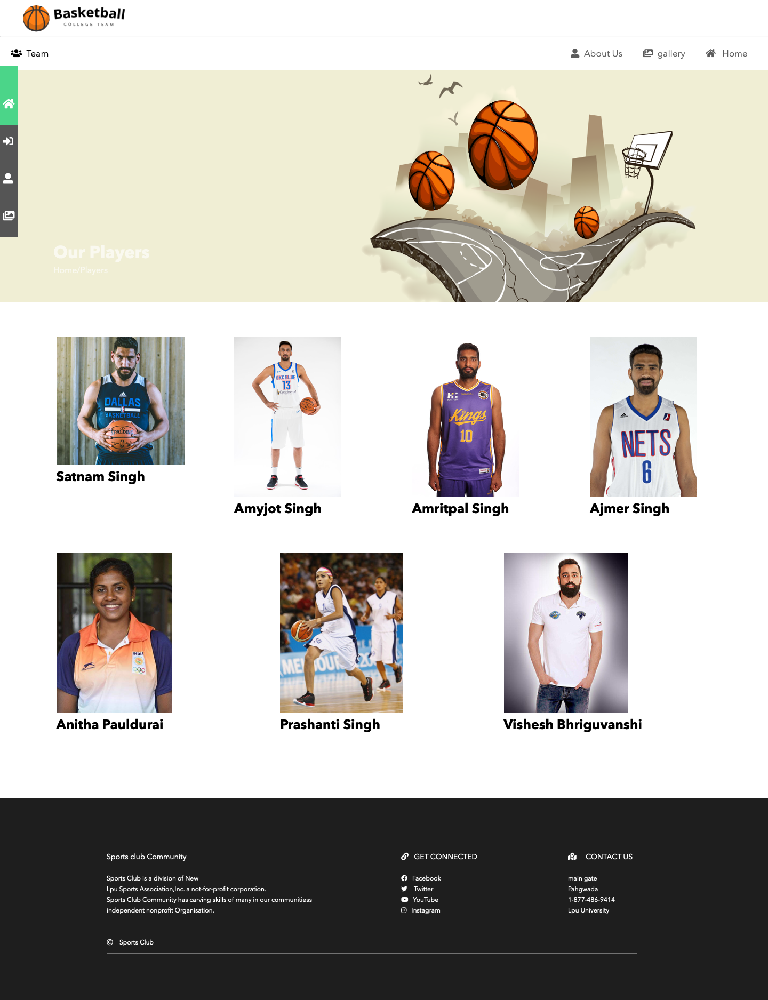 Basketball
COLLEGE TEAM
Team
About Us
gallery
Home
Our Players
Home/Players
DALLAS
BASKETBALL
SPALDING
Satnam Singh
OKC BLUE
13
Continental
Amyjot Singh
NBL
Kings
10
Amritpal Singh
NETS
6
Ajmer Singh
INDIA
Anitha Pauldurai
10
Prashanti Singh
Vishesh Bhriguvanshi
Sports club Community
Sports Club is a division of New
Lpu Sports Association,Inc. a not-for-profit corporation.
Sports Club Community has carving skills of many in our communitiess
independent nonprofit Organisation.
GET CONNECTED
Facebook
Twitter
YouTube
Instagram
CONTACT US
main gate
Pahgwada
1-877-486-9414
Lpu University
© Sports Club